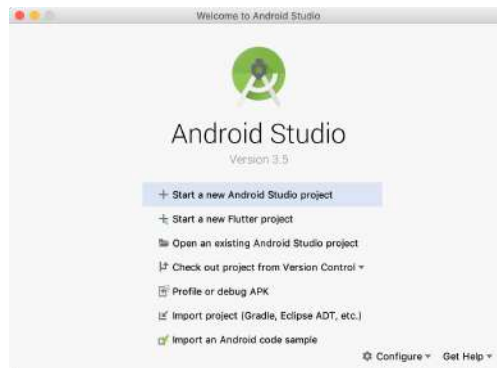 Welcome to Android Studio
Android Studio
Version 3.5
Start a new Android Studio project
Start a new Flutter project
Open an existing Android Studio project
Check out project from Version Control
Profile or debug APK
Import project (Gradle, Eclipse ADT, etc.)
Import an Android code sample
Configure Get Help